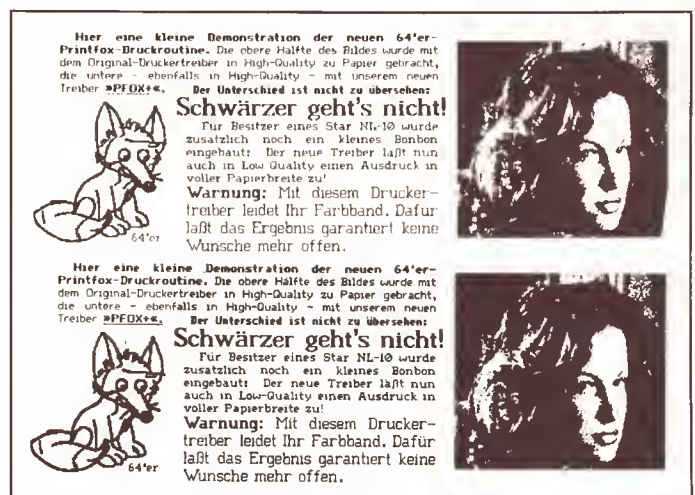 Hier eine kleine Demonstration der neuen 64'er-
Printfox-Druckroutine. Die obere Hälfte des Bildes wurde mit
dem Original-Druckertreiber in High-Quality zu Papier gebracht,
die untere - ebenfalls in High-Quality - mit unserem neuen
Treiber »PFOX+«. Der Unterschied ist nicht zu übersehen:
Schwärzer geht's nicht!
Für Besitzer eines Star NL-10 wurde
zusätzlich noch ein kleines Bonbon
eingebaut: Der neue Treiber läßt nun
auch in Low Quality einen Ausdruck in
voller Papierbreite zu!
Warnung: Mit diesem Drucker-
treiber leidet Ihr Farbband. Dafür
läßt das Ergebnis garantiert keine
Wünsche mehr offen.
64'er
Hier eine kleine Demonstration der neuen 64'er-
Printfox-Druckroutine. Die obere Hälfte des Bildes wurde mit
dem Original-Druckertreiber in High-Quality zu Papier gebracht,
die untere - ebenfalls in High-Quality - mit unserem neuen
Treiber »PFOX+«. Der Unterschied ist nicht zu übersehen:
Schwärzer geht's nicht!
Für Besitzer eines Star NL-10 wurde
zusätzlich noch ein kleines Bonbon
eingebaut: Der neue Treiber läßt nun
auch in Low-Quality einen Ausdruck in
voller Papierbreite zu!
Warnung: Mit diesem Drucker-
treiber leidet Ihr Farbband. Dafür
läßt das Ergebnis garantiert keine
Wünsche mehr offen.
64'er